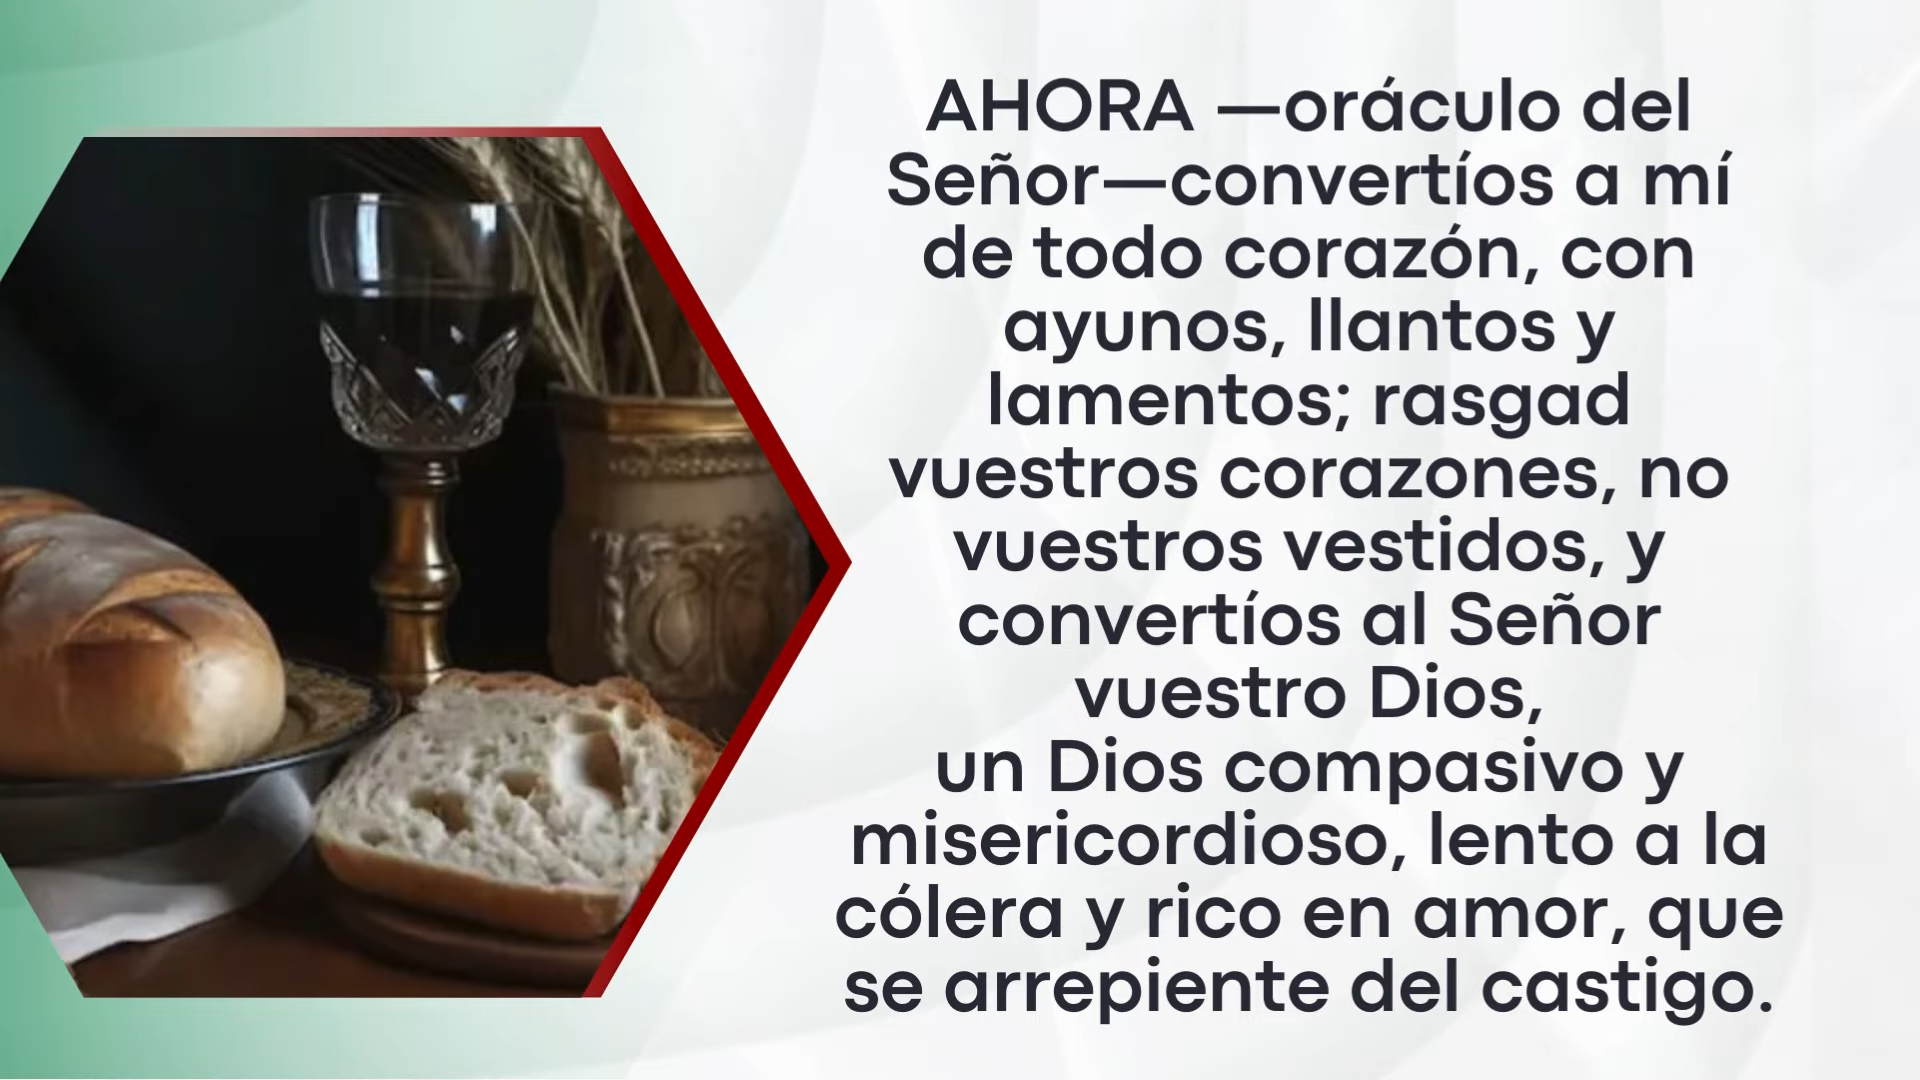 AHORA —oráculo del
Señor—convertíos a mí
de todo corazón, con
ayunos, llantos y
lamentos; rasgad
vuestros corazones, no
vuestros vestidos, y
convertíos al Señor
vuestro Dios,
un Dios compasivo y
misericordioso, lento a la
cólera y rico en amor, que
se arrepiente del castigo.